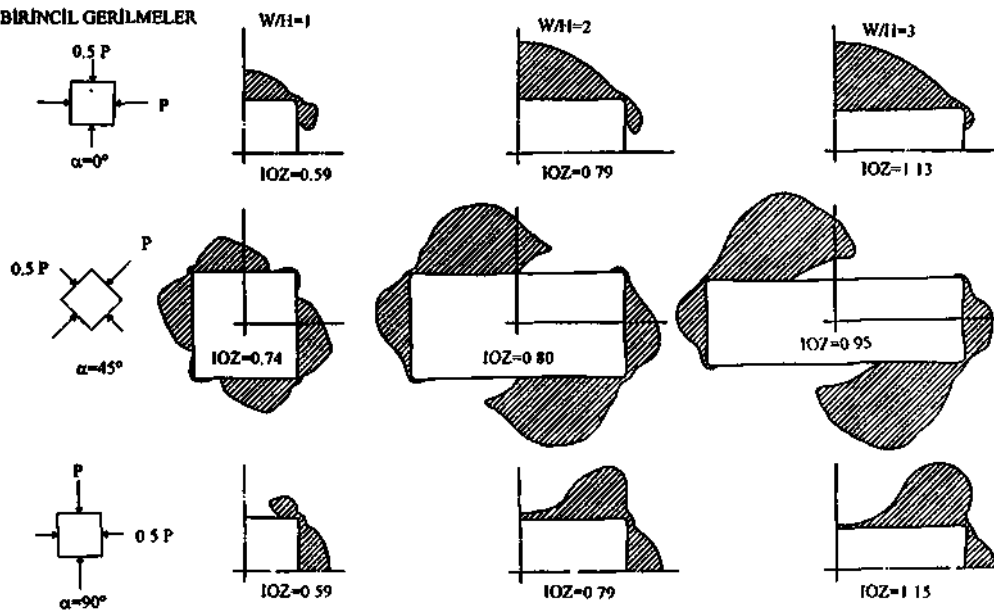 BİRİNCİL GERİLMELER
W/H=1
W/H=2
W/H=3
0.5 P
P
α=0°
IOZ=0.59
IOZ=0 79
IOZ=1 13
P
0,5 P
α=45°
IOZ=0,74
IOZ=0 80
IOZ=0.95
P
0 5 P
α=90°
IOZ=0 59
IOZ=0 79
IOZ=1 15